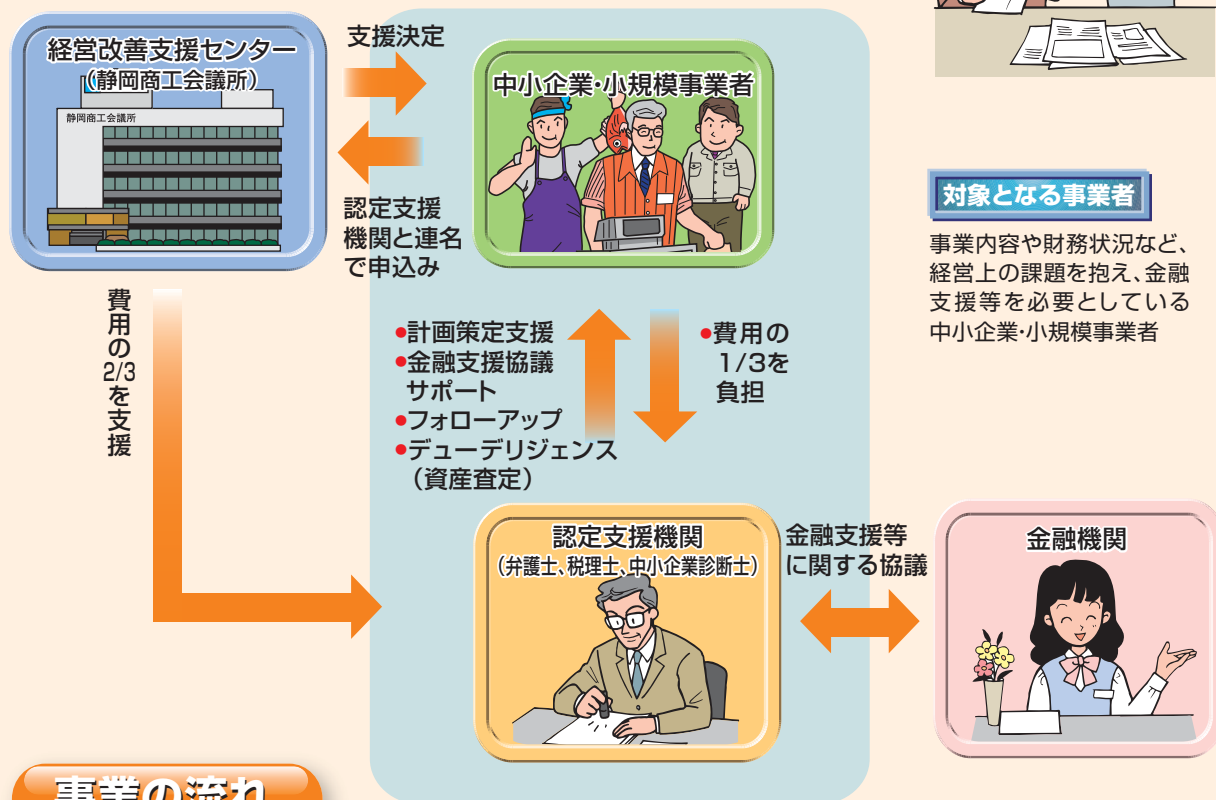 経営改善支援センター
(静岡商工会議所)
静岡商工会議所
支援決定
中小企業・小規模事業者
認定支援
機関と連名
で申込み
対象となる事業者
事業内容や財務状況など、
経営上の課題を抱え、金融
支援等を必要としている
中小企業・小規模事業者
費用の2/3を支援
●計画策定支援
●金融支援協議
サポート
●フォローアップ
●デューデリジェンス
(資産査定)
●費用の
1/3を
負担
認定支援機関
(弁護士、税理士、中小企業診断士)
金融支援等
に関する協議
金融機関
事業の流れ